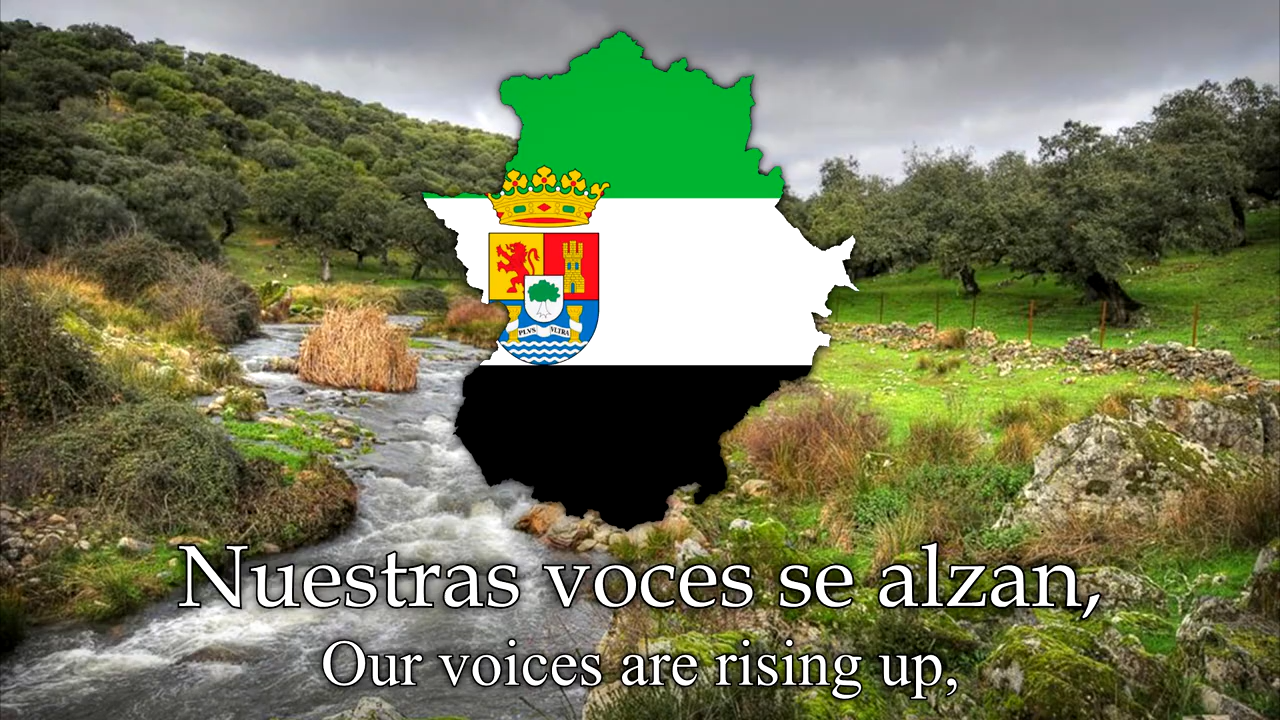 PLVS VLTRA
Nuestras voces se alzan,
Our voices are rising up,